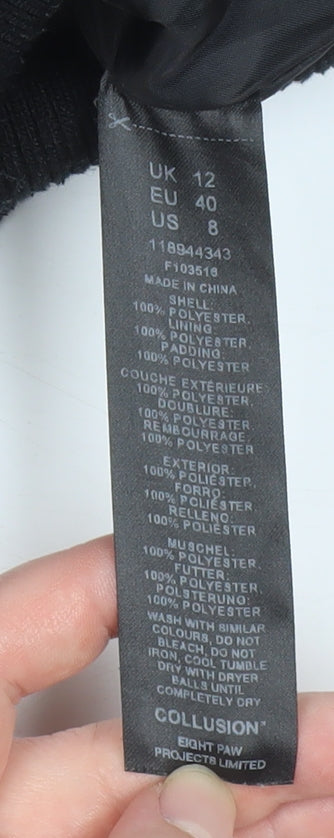 UK 12
EU 40
US 8
118944343
F103516
MADE IN CHINA
SHELL:
100% POLYESTER,
LINING:
100% POLYESTER,
PADDING:
100% POLYESTER
COUCHE EXTÉRIEURE:
100% POLYESTER,
DOUBLURE:
100% POLYESTER
REMBOURRAGE:
100% POLYESTER
EXTERIOR:
100% POLIÉSTER,
FORRO:
100% POLIÉSTER
RELLENO:
100% POLIÉSTER
MUSCHEL:
100% POLYESTER,
FUTTER:
100% POLYESTER,
POLSTERUNG:
100% POLYESTER
WASH WITH SIMILAR
COLOURS, DO NOT
BLEACH, DO NOT
IRON, COOL TUMBLE
DRY WITH DRYER
BALLS UNTIL
COMPLETELY DRY
COLLUSION™
EIGHT PAW
PROJECTS LIMITED